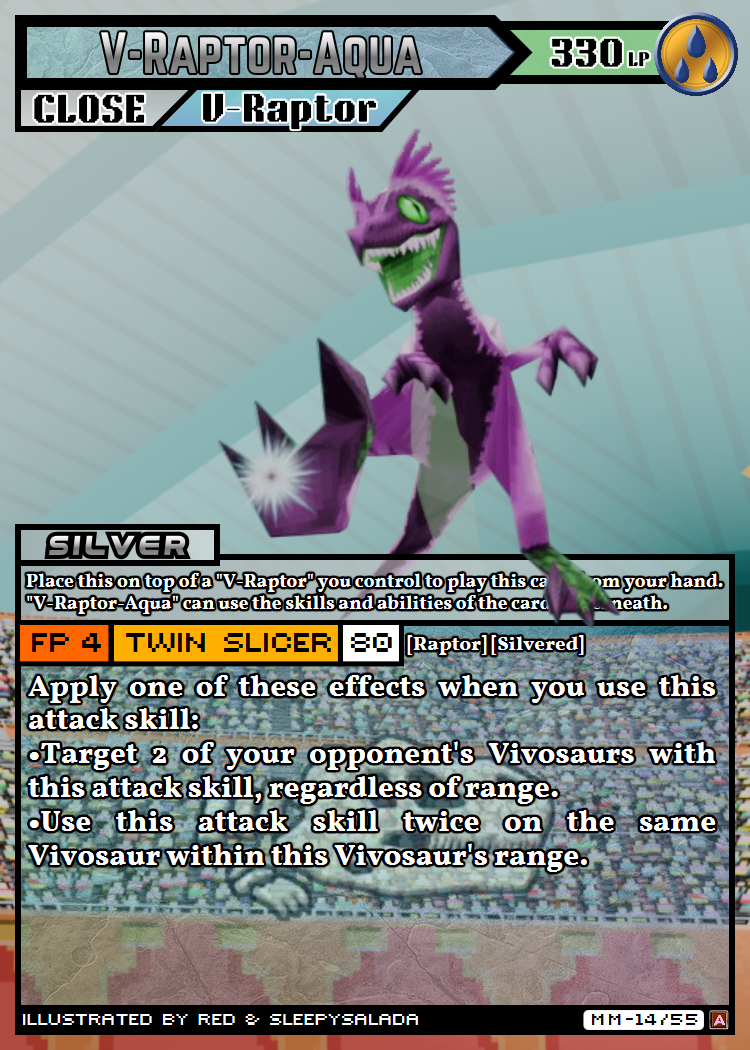 V-Raptor-Aqua
330 LP
CLOSE
V-Raptor
SILVER
Place this on top of a "V-Raptor" you control to play this ca om your hand.
"V-Raptor-Aqua" can use the skills and abilities of the card neath.
FP 4 TWIN SLICER 80 [Raptor][Silvered]
Apply one of these effects when you use this
attack skill:
•Target 2 of your opponent's Vivosaurs with
this attack skill, regardless of range.
•Use this attack skill twice on the same
Vivosaur within this Vivosaur's range.
ILLUSTRATED BY RED & SLEEPYSALADA
MM-14/55 A